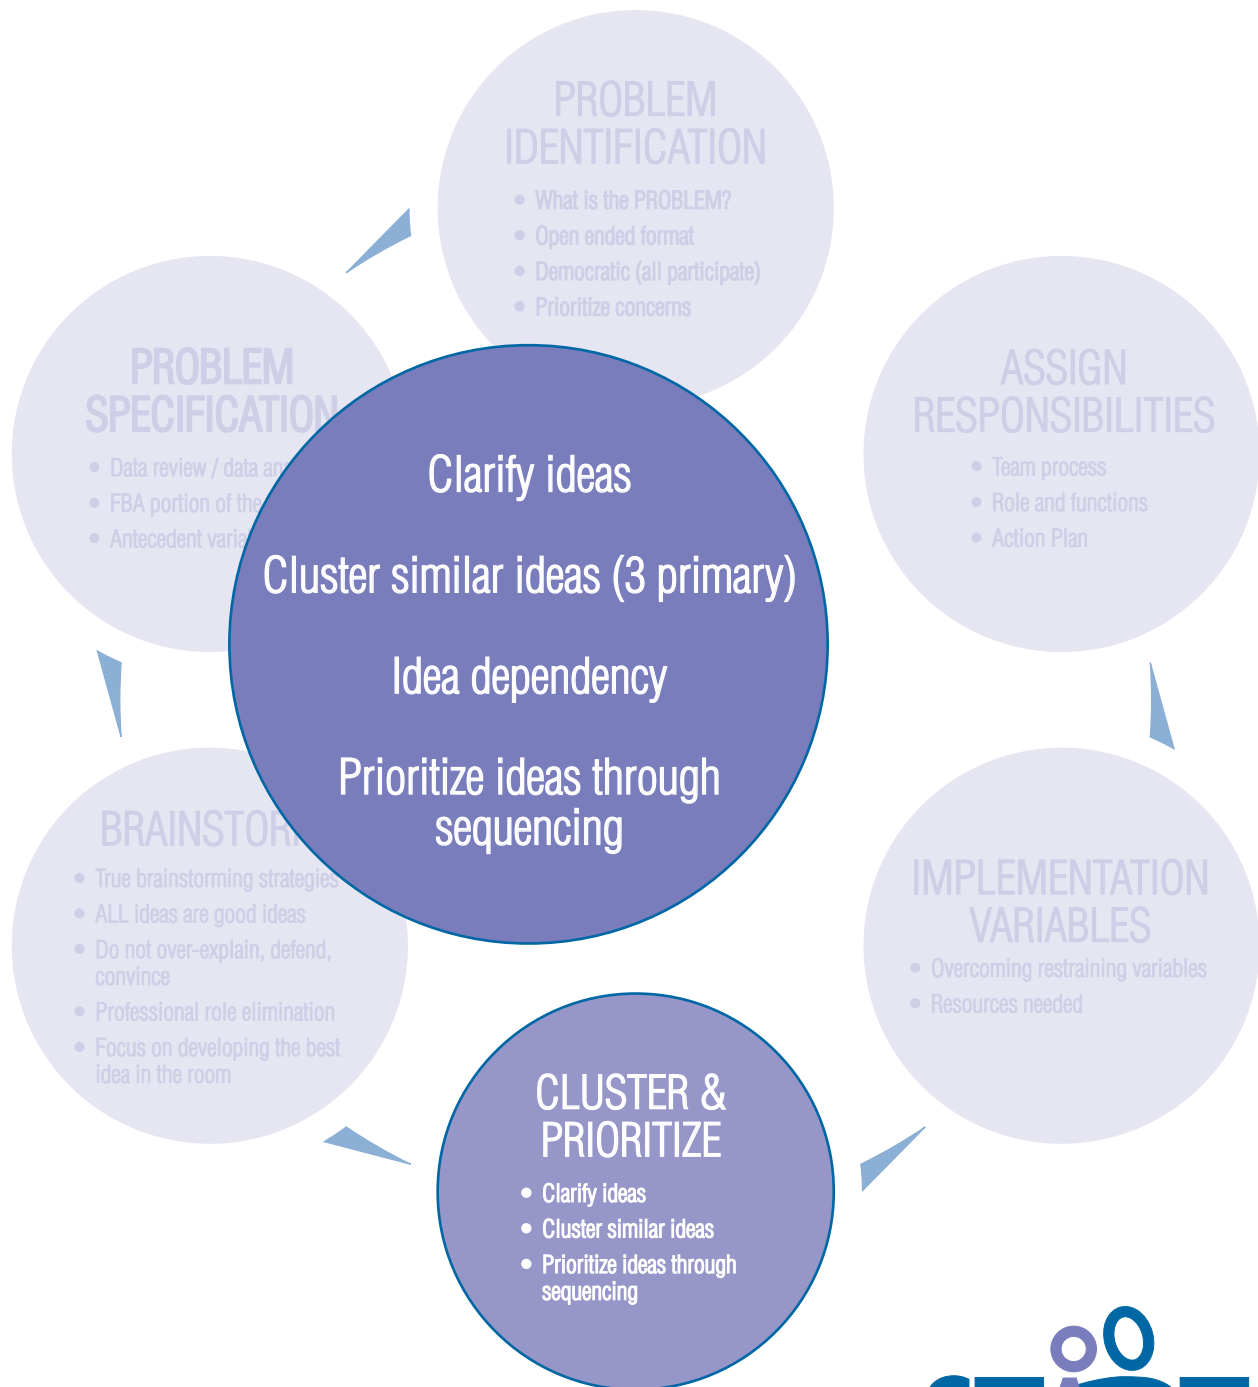 PROBLEM
IDENTIFICATION
• What is the PROBLEM?
• Open ended format
• Democratic (all participate)
• Prioritize concerns
PROBLEM
SPECIFICATION
• Data review / data
• FBA portion of the
• Antecedent
ASSIGN
RESPONSIBILITIES
• Team process
• Role and functions
• Action Plan
Clarify ideas
Cluster similar ideas (3 primary)
Idea dependency
Prioritize ideas through
sequencing
• True brainstorming strategies
• ALL ideas are good ideas
• Do not over-explain, defend,
convince
• Professional role elimination
• Focus on developing the best
idea in the room
IMPLEMENTATION
VARIABLES
• Overcoming restraining variables
• Resources needed
CLUSTER &
PRIORITIZE
• Clarify ideas
• Cluster similar ideas
• Prioritize ideas through
sequencing